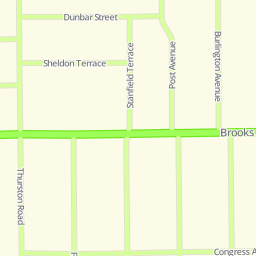 Dunbar Street
Sheldon Terrace
Stanfield Terrace
Post Avenue
Burlington Avenue
Brooks
Thurston Road
Congress A